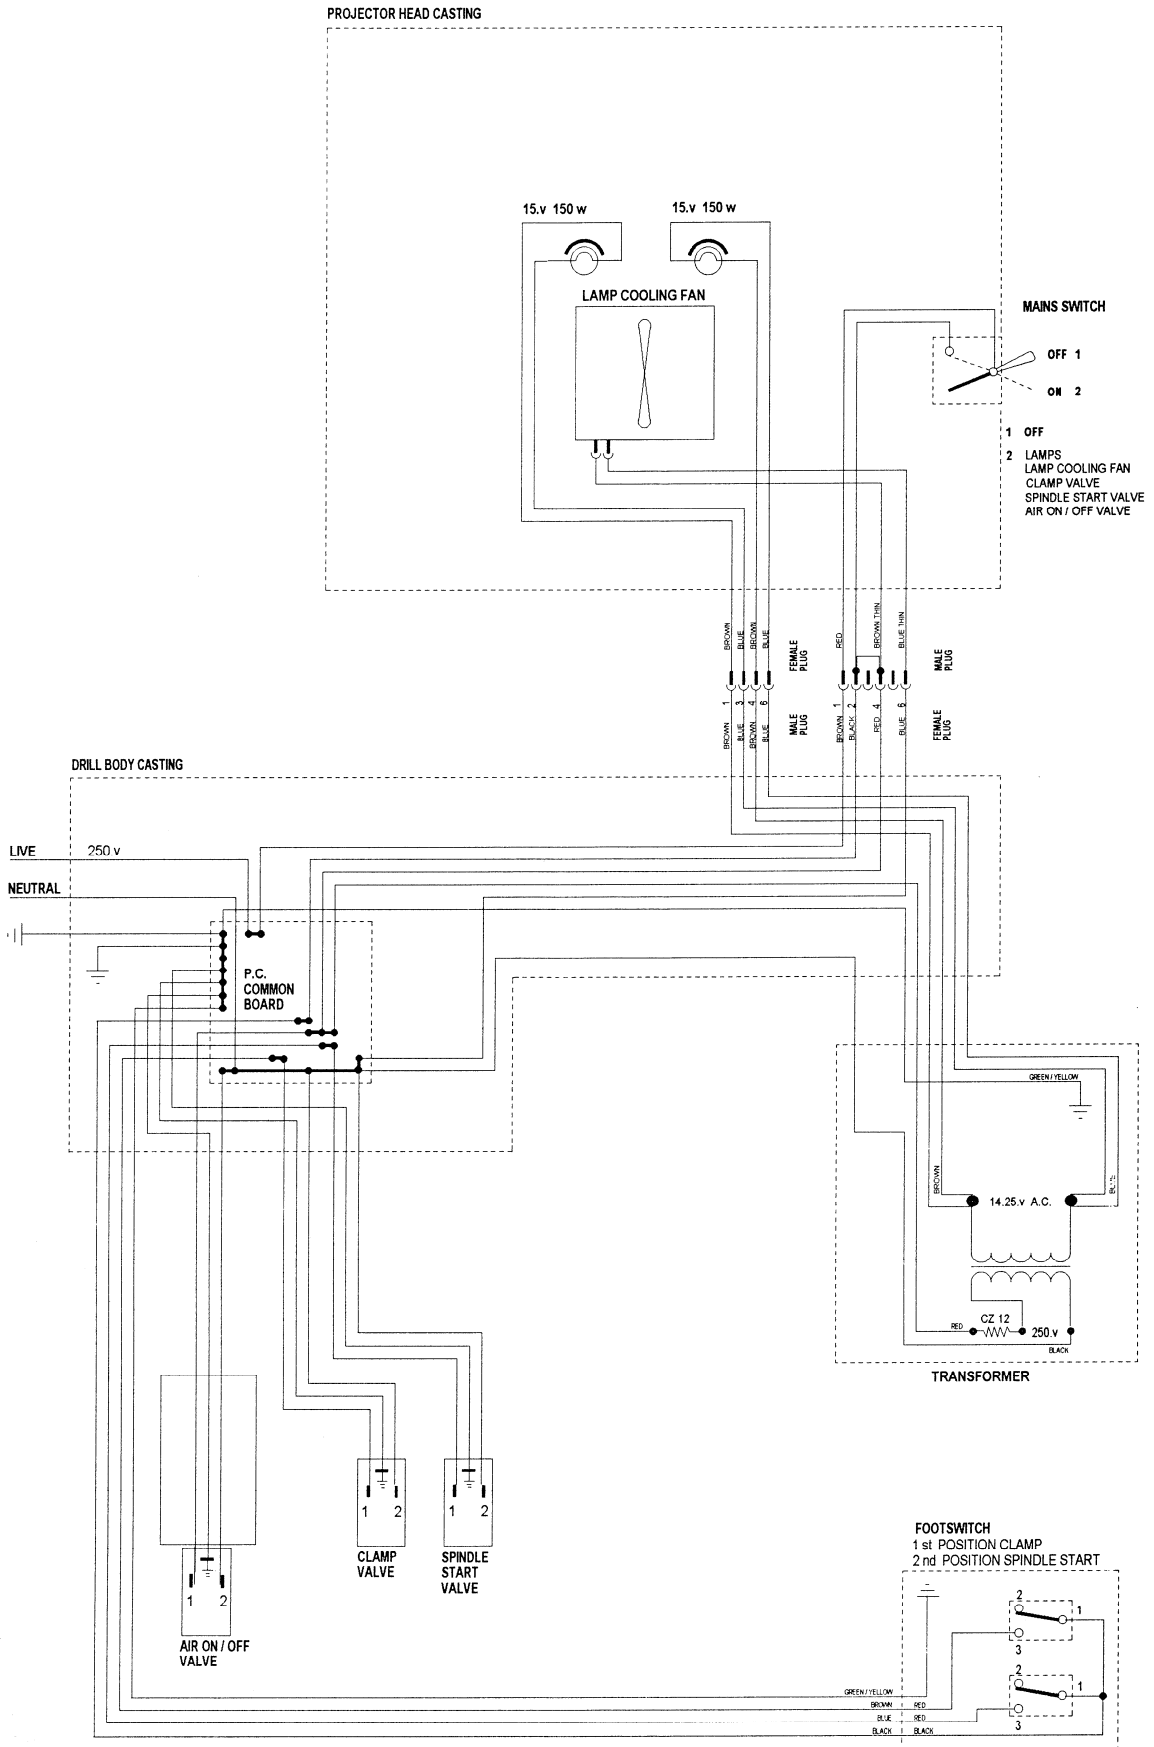 PROJECTOR HEAD CASTING
15.v 150 w
15.v 150 w
LAMP COOLING FAN
MAINS SWITCH
OFF 1
ON 2
1 OFF
2 LAMPS
LAMP COOLING FAN
CLAMP VALVE
SPINDLE START VALVE
AIR ON / OFF VALVE
BROWN
BLUE
BROWN
BLUE
FEMALE
PLUG
RED
BROWN THIN
BLUE THIN
MALE
PLUG
1
3
4
6
BROWN
BLUE
BROWN
BLUE
MALE
PLUG
1
2
4
6
BROWN
BLACK
RED
BLUE
FEMALE
PLUG
DRILL BODY CASTING
LIVE 250 v
NEUTRAL
P.C.
COMMON
BOARD
GREEN / YELLOW
BROWN
14.25.v A.C.
CZ 12
RED
250.v
BLACK
TRANSFORMER
1 2
CLAMP
VALVE
1 2
SPINDLE
START
VALVE
1 2
AIR ON / OFF
VALVE
FOOTSWITCH
1 st POSITION CLAMP
2 nd POSITION SPINDLE START
2
1
3
2
1
3
GREEN / YELLOW
BROWN RED
BLUE RED
BLACK BLACK